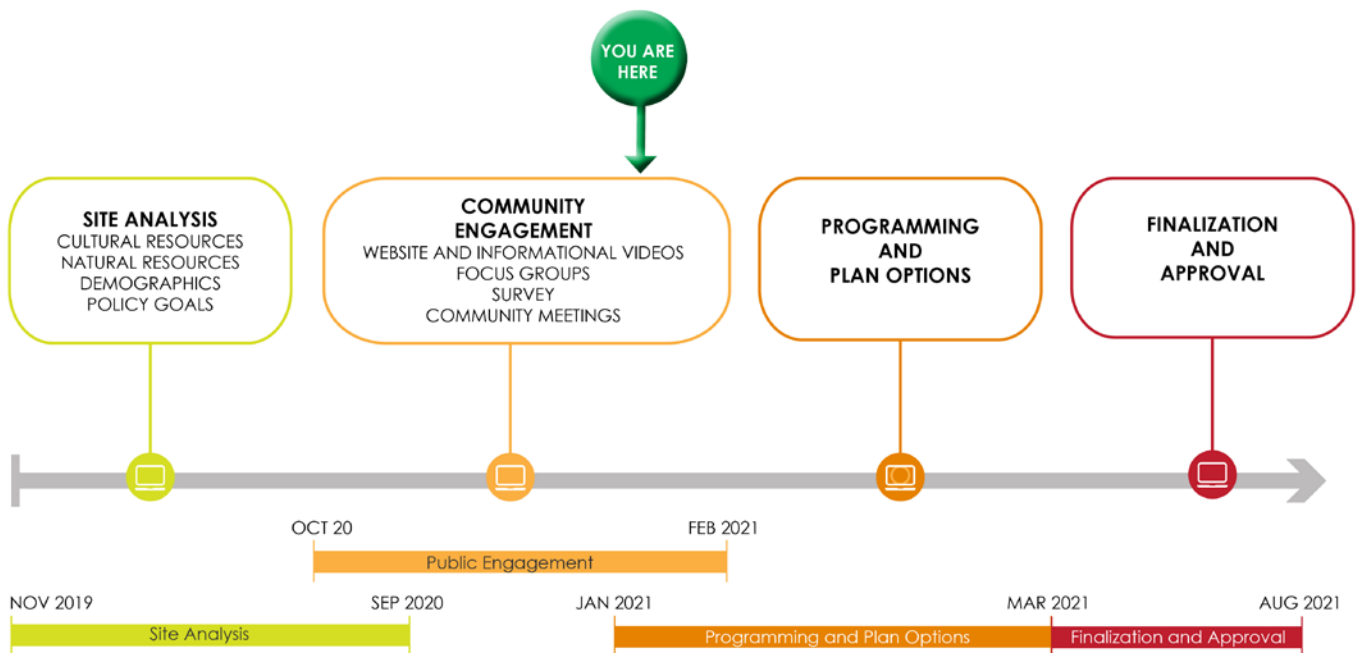 YOU ARE
HERE
SITE ANALYSIS
CULTURAL RESOURCES
NATURAL RESOURCES
DEMOGRAPHICS
POLICY GOALS
COMMUNITY
ENGAGEMENT
WEBSITE AND INFORMATIONAL VIDEOS
FOCUS GROUPS
SURVEY
COMMUNITY MEETINGS
PROGRAMMING
AND
PLAN OPTIONS
FINALIZATION
AND
APPROVAL
OCT 20
FEB 2021
Public Engagement
NOV 2019
SEP 2020
JAN 2021
MAR 2021
AUG 2021
Site Analysis
Programming and Plan Options
Finalization and Approval